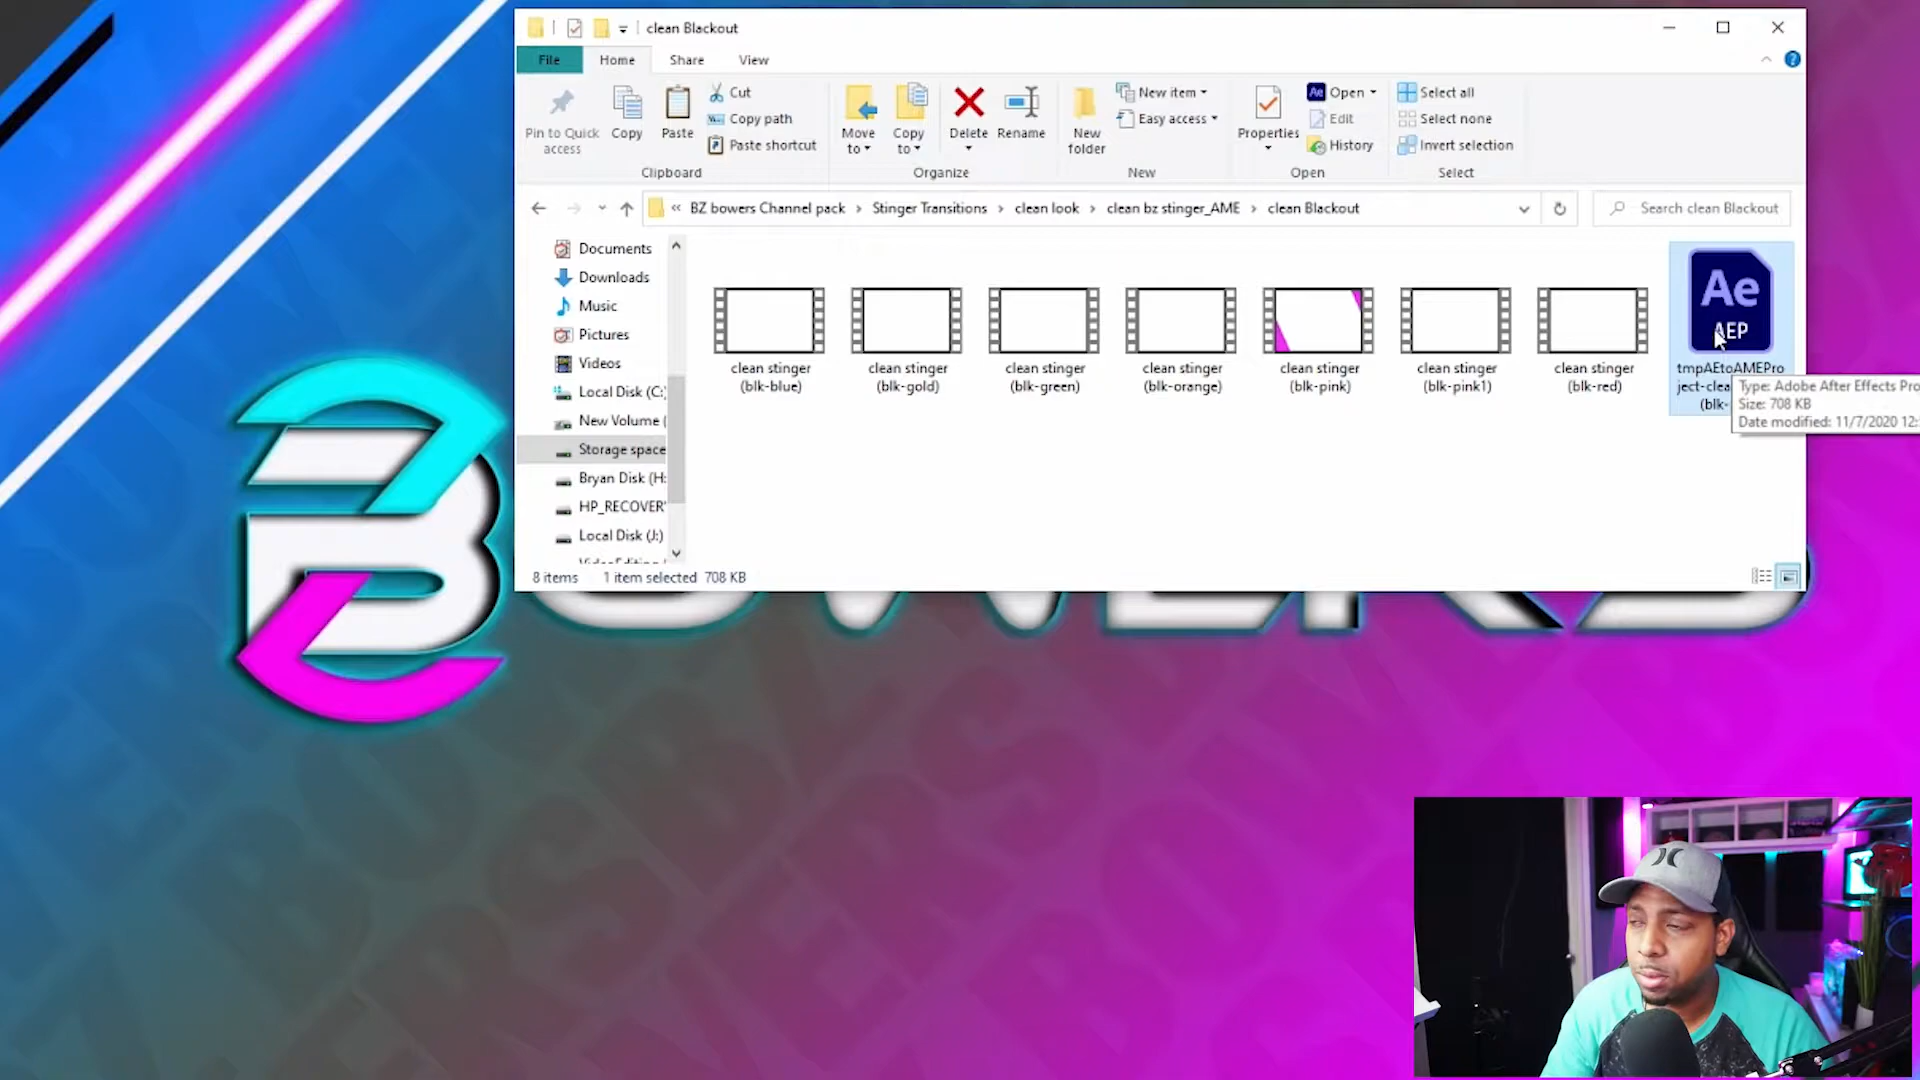 clean Blackout
File Home Share View
Pin to Quick access
Copy
Paste
Cut
Copy path
Paste shortcut
Clipboard
Move to
Copy to
Delete
Rename
Organize
New folder
New item
Easy access
New
Properties
Ae Open
Edit
History
Open
Select all
Select none
Invert selection
Select
« BZ bowers Channel pack › Stinger Transitions › clean look › clean bz stinger_AME › clean Blackout
Search clean Blackout
Documents
Downloads
Music
Pictures
Videos
Local Disk (C:
New Volume (
Storage space
Bryan Disk (H:
HP_RECOVERY
Local Disk (J:)
clean stinger
(blk-blue)
clean stinger
(blk-gold)
clean stinger
(blk-green)
clean stinger
(blk-orange)
clean stinger
(blk-pink)
clean stinger
(blk-pink1)
clean stinger
(blk-red)
Ae
AEP
tmpAEtoAMEPro
ject-clea
(blk-
Type: Adobe After Effects Pro
Size: 708 KB
Date modified: 11/7/2020 12:
8 items 1 item selected 708 KB
BOWERS